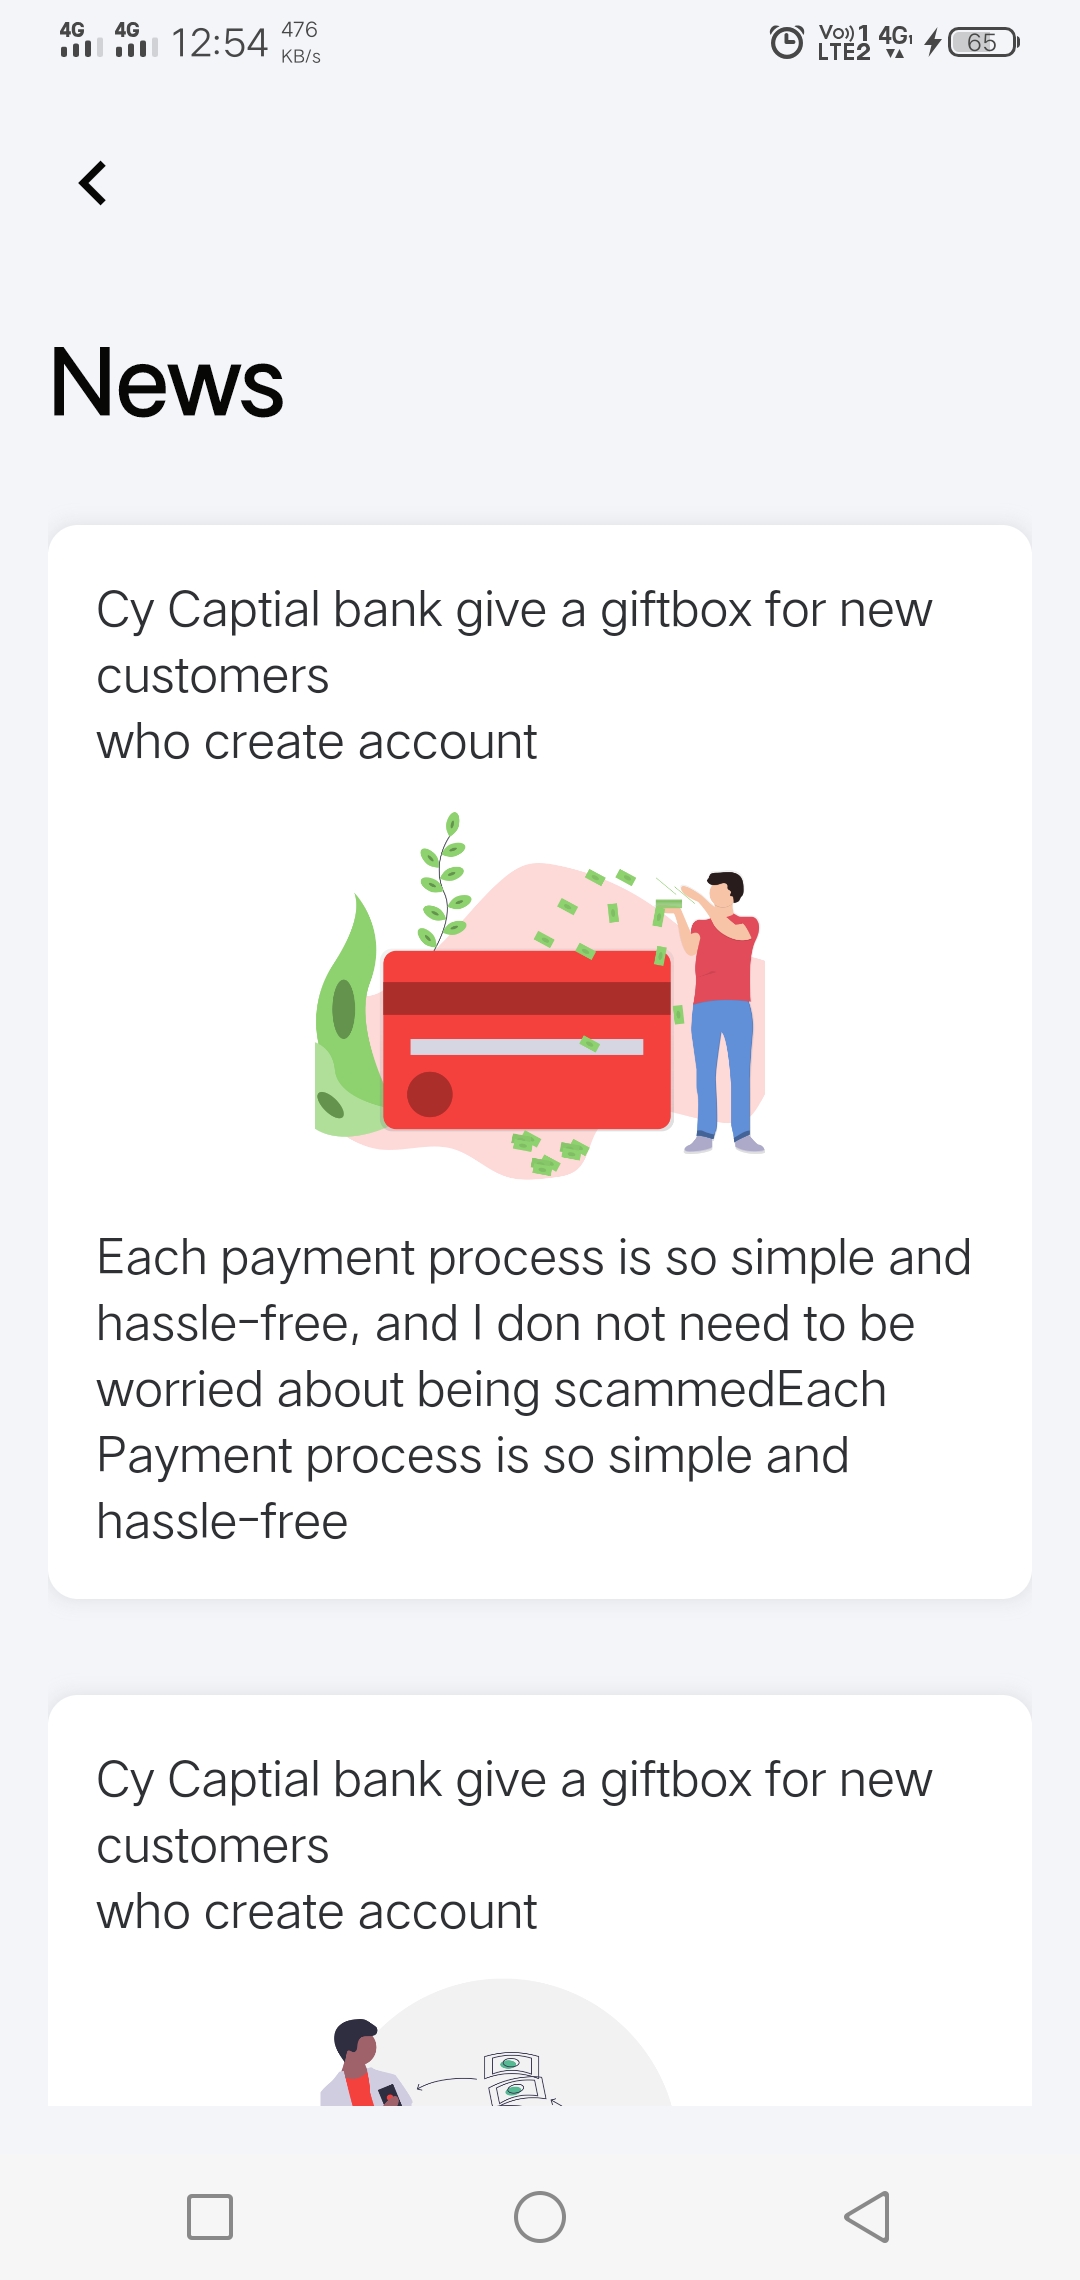 4G 4G 12:54 476 KB/s Vo)) 1 LTE2 4G1 65
News
Cy Captial bank give a giftbox for new
customers
who create account
Each payment process is so simple and
hassle-free, and I don not need to be
worried about being scammedEach
Payment process is so simple and
hassle-free
Cy Captial bank give a giftbox for new
customers
who create account